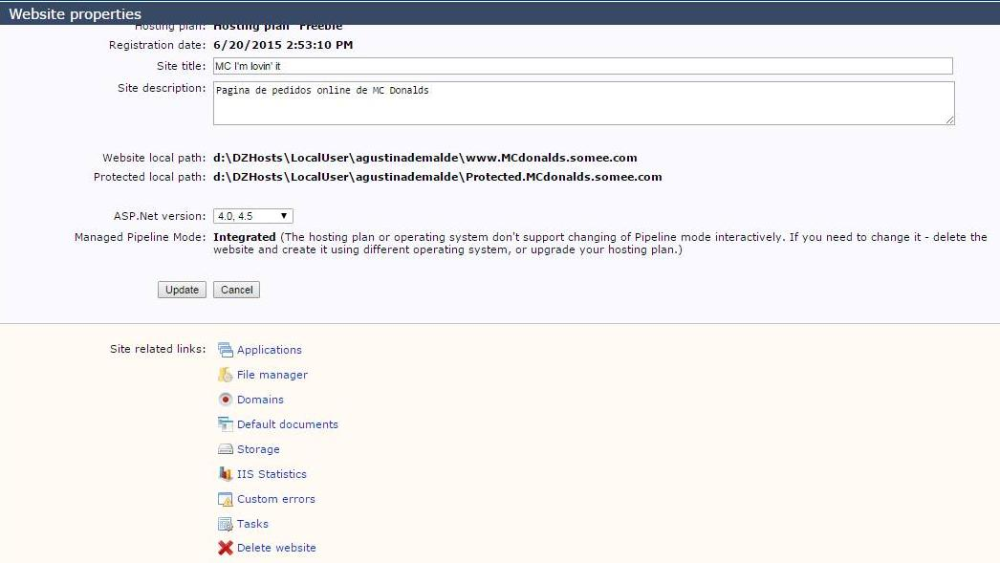 Website properties
Hosting plan: Hosting plan "Freebie"
Registration date: 6/20/2015 2:53:10 PM
Site title: MC I'm lovin' it
Site description: Pagina de pedidos online de MC Donalds
Website local path: d:\DZHosts\LocalUser\agustinademalde\www.MCdonalds.somee.com
Protected local path: d:\DZHosts\LocalUser\agustinademalde\Protected.MCdonalds.somee.com
ASP.Net version: 4.0, 4.5
Managed Pipeline Mode: Integrated (The hosting plan or operating system don't support changing of Pipeline mode interactively. If you need to change it - delete the
website and create it using different operating system, or upgrade your hosting plan.)
Update Cancel
Site related links: Applications
File manager
Domains
Default documents
Storage
IIS Statistics
Custom errors
Tasks
Delete website